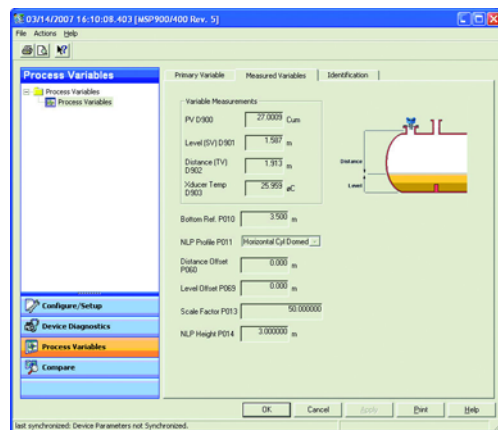 03/14/2007 16:10:08.403 [MSP900/400 Rev. 5]
File Actions Help
Process Variables
Process Variables
Process Variables
Configure/Setup
Device Diagnostics
Process Variables
Compare
Primary Variable Measured Variables Identification
Variable Measurements
PV D900 27.0009 Cum
Level (SV) D901 1.587 m
Distance (TV) D902 1.913 m
Xducer Temp D903 25.959 øC
Distance
Level
Bottom Ref. P010 3.500 m
NLP Profile P011 Horizontal Cyl Domed
Distance Offset P060 0.000 m
Level Offset P069 0.000 m
Scale Factor P013 50.000000
NLP Height P014 3.000000 m
OK Cancel Apply Print Help
last synchronized: Device Parameters not Synchronized.